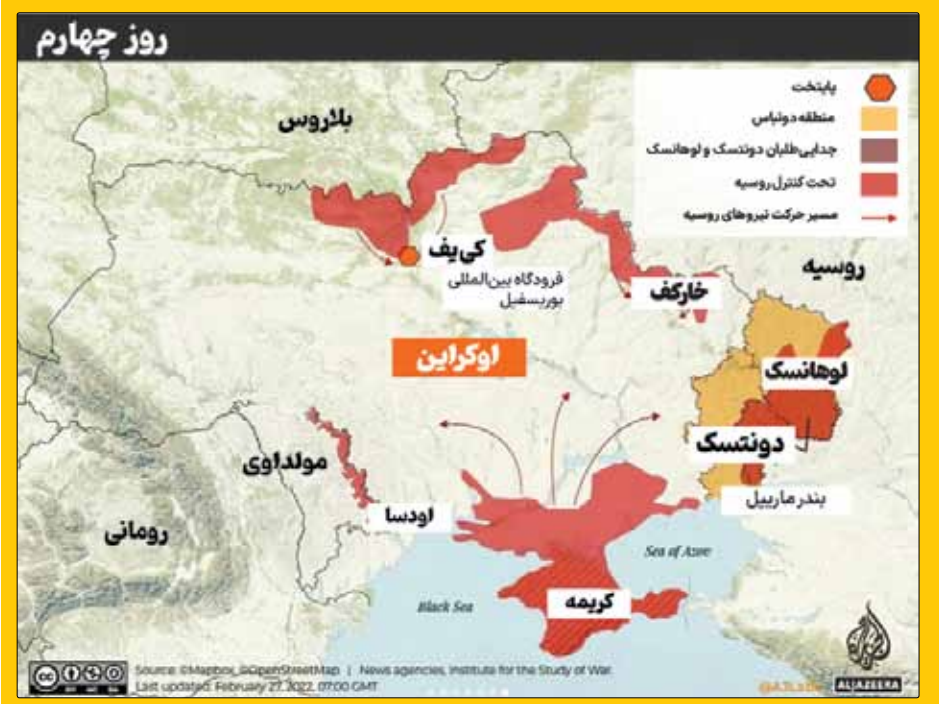 روز چهارم
پایتخت
منطقه دونباس
جدایی‌طلبان دونتسک و لوهانسک
تحت کنترل روسیه
مسیر حرکت نیروهای روسیه
بلاروس
کی‌یف
فرودگاه بین‌المللی
بوریسفیل
خارکف
روسیه
اوکراین
لوهانسک
دونتسک
بندر مارییل
مولداوی
اودسا
رومانی
Sea of Azov
Black Sea
کریمه
Source: ©Mapbox, ©OpenStreetMap | News agencies, Institute for the Study of War.
Last updated: February 27, 2022, 07:00 GMT
ALJAZEERA